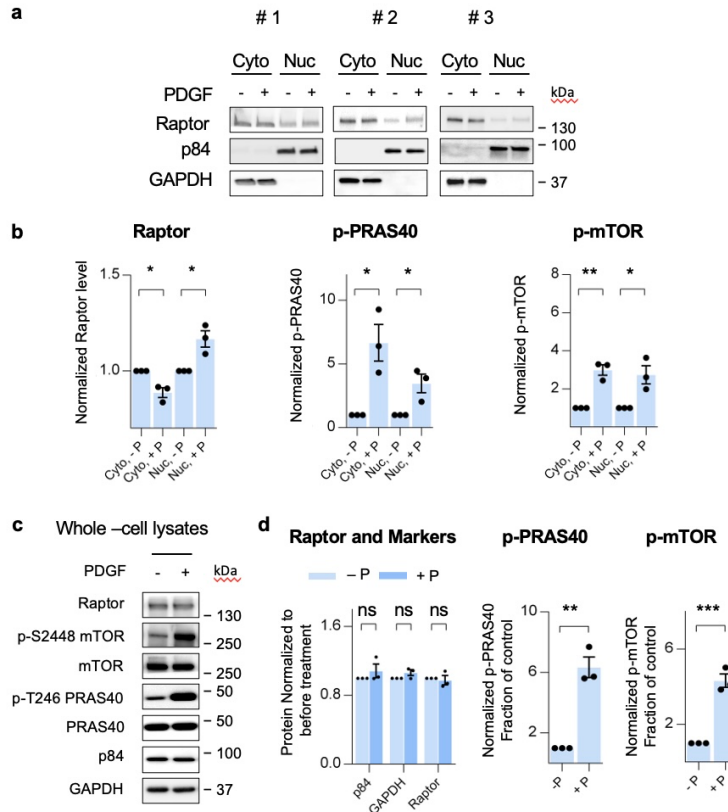 a
# 1 # 2 # 3
Cyto Nuc Cyto Nuc Cyto Nuc
PDGF - + - + - + - + - + - + kDa
Raptor - 130
p84 - 100
GAPDH - 37
b
Raptor
Normalized Raptor level
1.5
1.0
* *
Cyto, - P
Cyto, + P
Nuc, - P
Nuc, + P
p-PRAS40
Normalized p-PRAS40
10
5
0
* *
Cyto, - P
Cyto, + P
Nuc, - P
Nuc, + P
p-mTOR
Normalized p-mTOR
8
6
4
2
** *
Cyto, - P
Cyto, + P
Nuc, - P
Nuc, + P
c
Whole –cell lysates
PDGF - + kDa
Raptor - 130
p-S2448 mTOR - 250
mTOR - 250
p-T246 PRAS40 - 50
PRAS40 - 50
p84 - 100
GAPDH - 37
d
Raptor and Markers
– P + P
Protein Normalized to
before treatment
1.6
0.8
0.0
ns ns ns
p84
GAPDH
Raptor
p-PRAS40
Normalized p-PRAS40
Fraction of control
10
6
2
**
-P
+ P
p-mTOR
Normalized p-mTOR
Fraction of control
6
4
2
***
- P
+ P